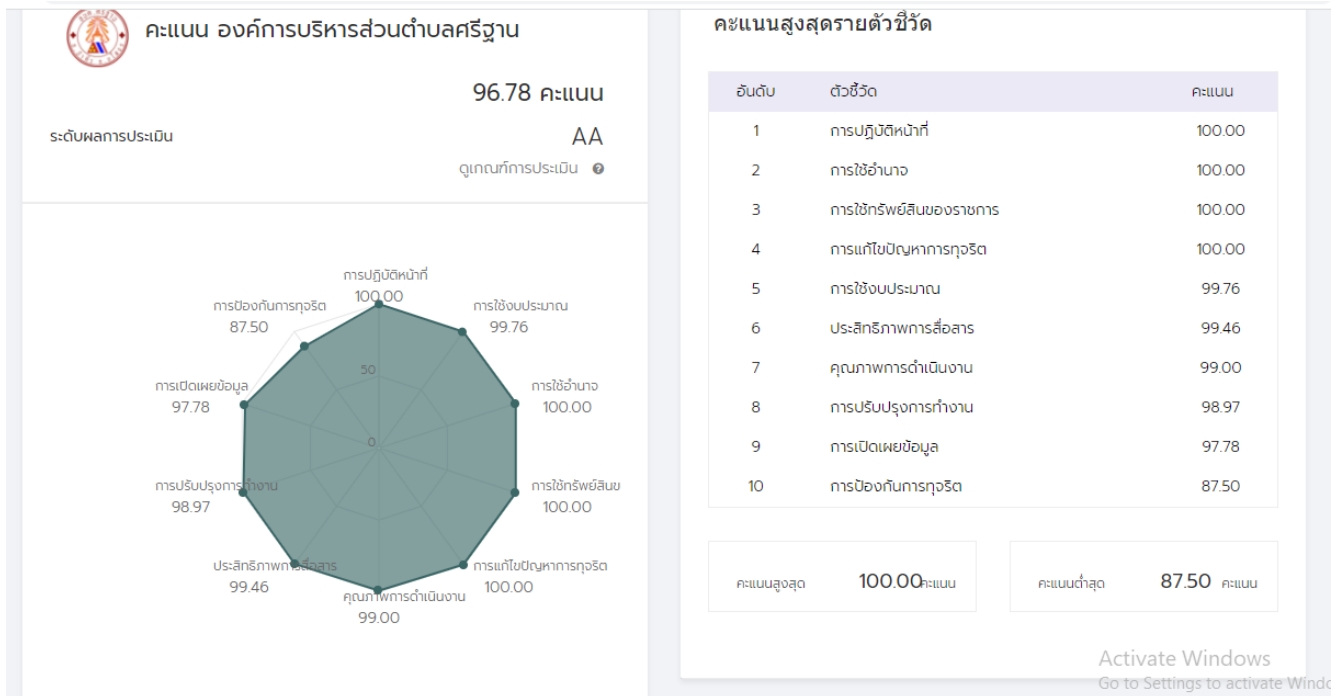 คะแนน องค์การบริหารส่วนตำบลศรีฐาน
96.78 คะแนน
ระดับผลการประเมิน
AA
ดูเกณฑ์การประเมิน
การปฏิบัติหน้าที่
100.00
การป้องกันการทุจริต
87.50
การใช้งบประมาณ
99.76
50
การเปิดเผยข้อมูล
97.78
การใช้อำนาจ
100.00
0
การปรับปรุงการทำงาน
98.97
การใช้ทรัพย์สินข
100.00
ประสิทธิภาพการสื่อสาร
99.46
การแก้ไขปัญหาการทุจริต
100.00
คุณภาพการดำเนินงาน
99.00
คะแนนสูงสุดรายตัวชี้วัด
อันดับ ตัวชี้วัด คะแนน
1 การปฏิบัติหน้าที่ 100.00
2 การใช้อำนาจ 100.00
3 การใช้ทรัพย์สินของราชการ 100.00
4 การแก้ไขปัญหาการทุจริต 100.00
5 การใช้งบประมาณ 99.76
6 ประสิทธิภาพการสื่อสาร 99.46
7 คุณภาพการดำเนินงาน 99.00
8 การปรับปรุงการทำงาน 98.97
9 การเปิดเผยข้อมูล 97.78
10 การป้องกันการทุจริต 87.50
คะแนนสูงสุด 100.00 คะแนน
คะแนนต่ำสุด 87.50 คะแนน
Activate Windows
Go to Settings to activate Windo